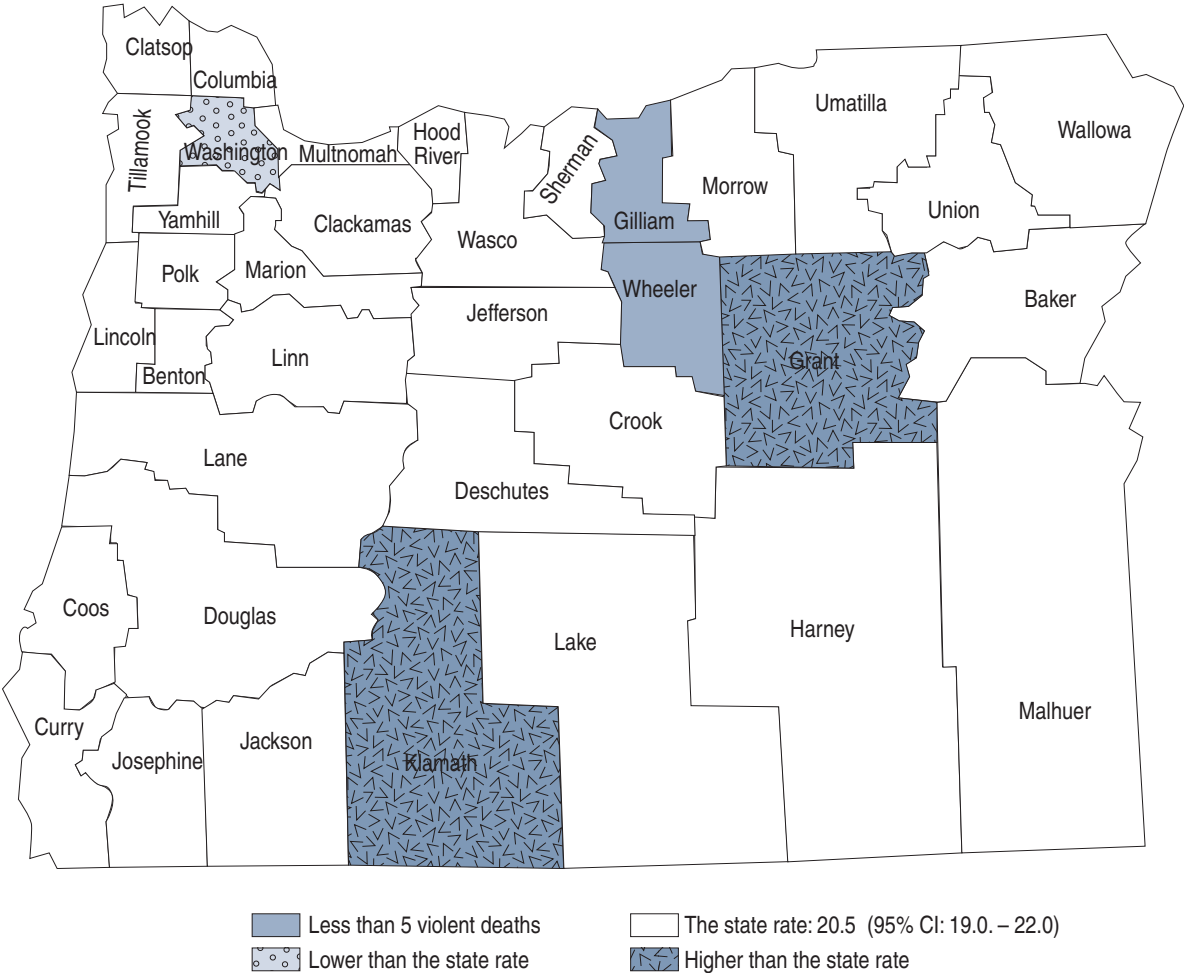 Clatsop
Columbia
Tillamook
Washington
Multnomah
Hood
River
Sherman
Gilliam
Morrow
Umatilla
Union
Wallowa
Yamhill
Clackamas
Wasco
Polk
Marion
Wheeler
Baker
Lincoln
Jefferson
Benton
Linn
Grant
Crook
Lane
Deschutes
Coos
Douglas
Lake
Harney
Malhuer
Curry
Josephine
Jackson
Klamath
Less than 5 violent deaths
The state rate: 20.5 (95% CI: 19.0. – 22.0)
Lower than the state rate
Higher than the state rate